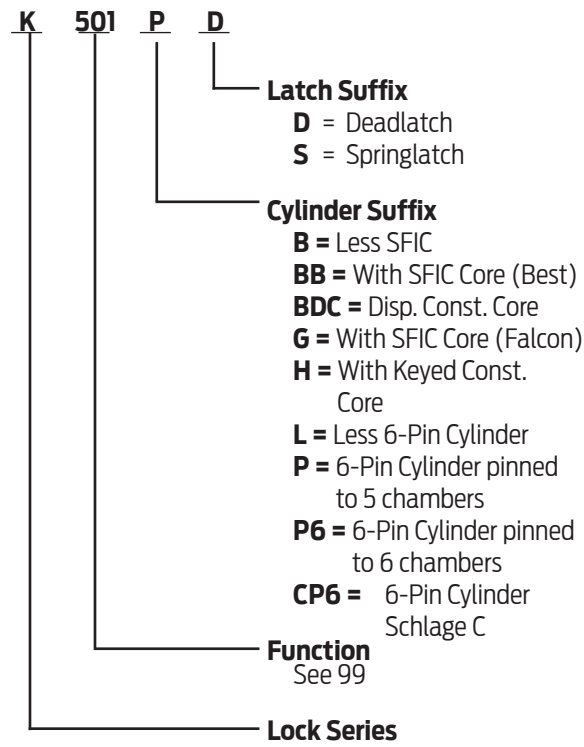 K 501 P D
Latch Suffix
D = Deadlatch
S = Springlatch
Cylinder Suffix
B = Less SFIC
BB = With SFIC Core (Best)
BDC = Disp. Const. Core
G = With SFIC Core (Falcon)
H = With Keyed Const.
Core
L = Less 6-Pin Cylinder
P = 6-Pin Cylinder pinned
to 5 chambers
P6 = 6-Pin Cylinder pinned
to 6 chambers
CP6 = 6-Pin Cylinder
Schlage C
Function
See 99
Lock Series